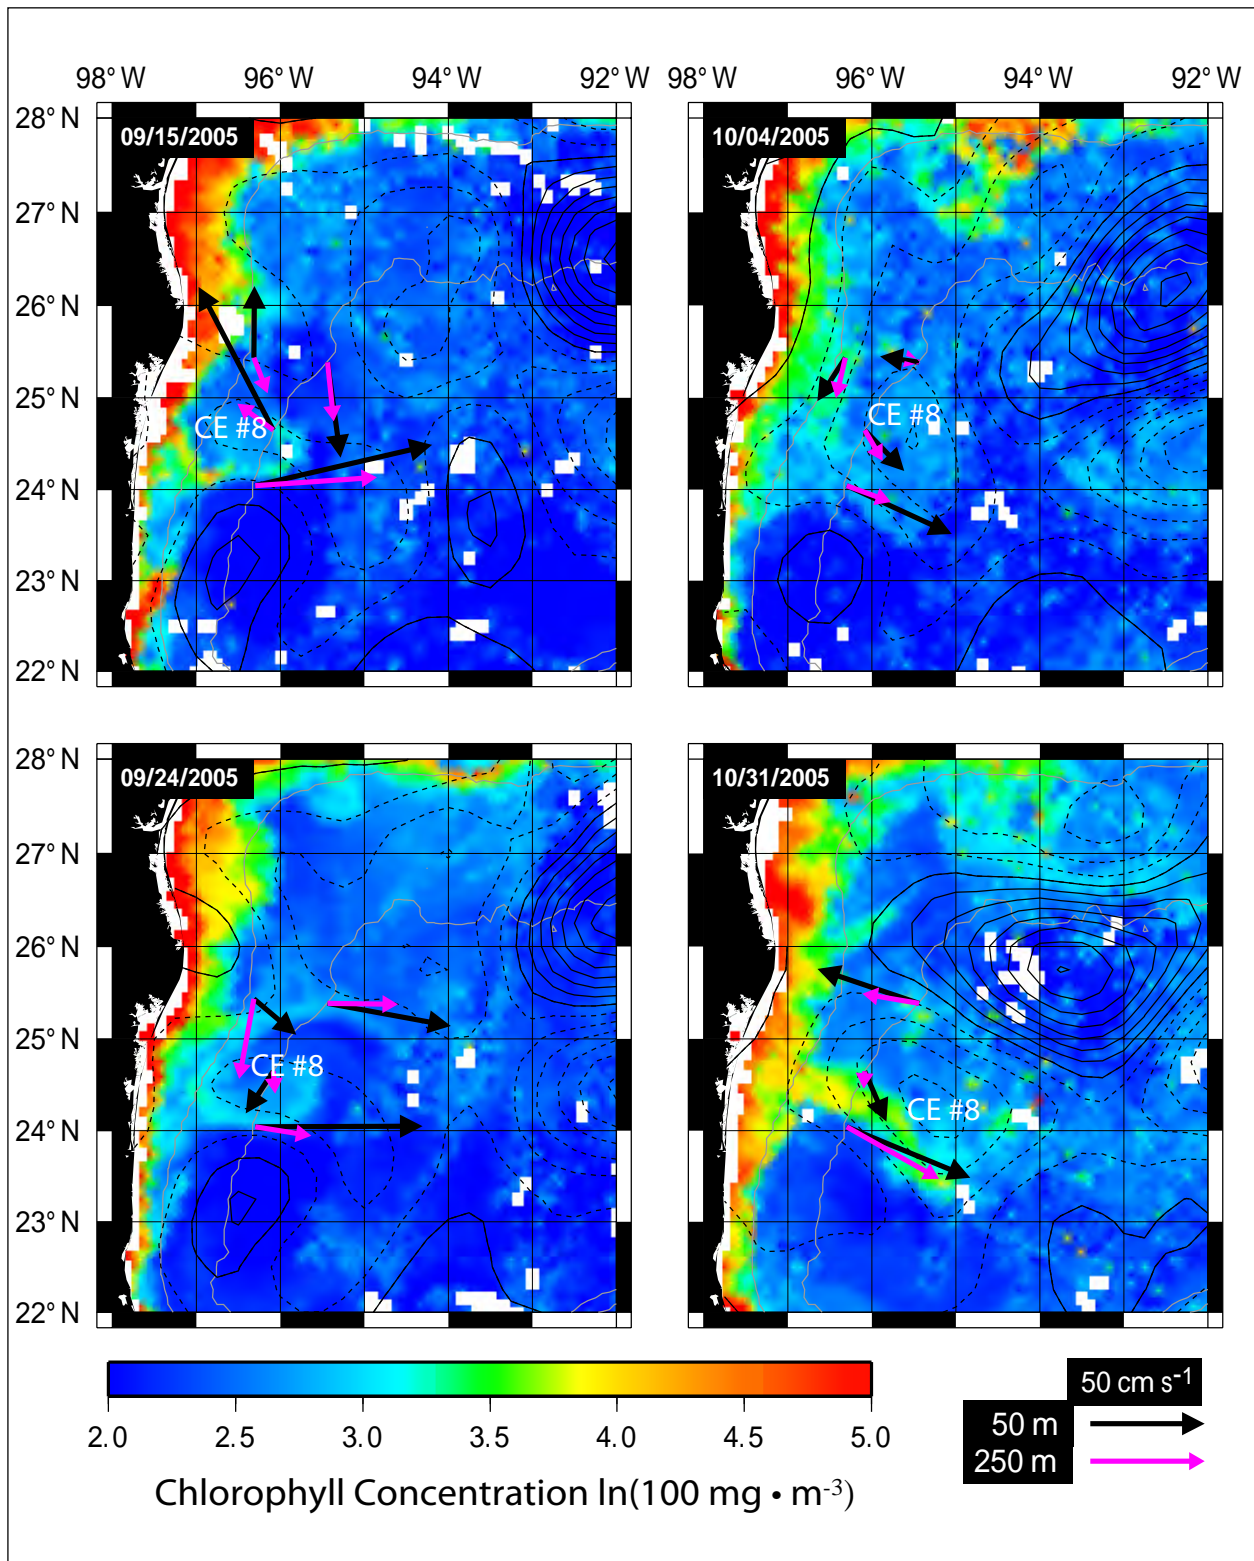 98° W 96° W 94° W 92° W 98° W 96° W 94° W 92° W
28° N
09/15/2005
10/04/2005
27° N
26° N
25° N
CE #8
CE #8
24° N
23° N
22° N
28° N
09/24/2005
10/31/2005
27° N
26° N
25° N
CE #8
CE #8
24° N
23° N
22° N
50 cm s⁻¹
50 m
250 m
2.0 2.5 3.0 3.5 4.0 4.5 5.0
Chlorophyll Concentration ln(100 mg • m⁻³)